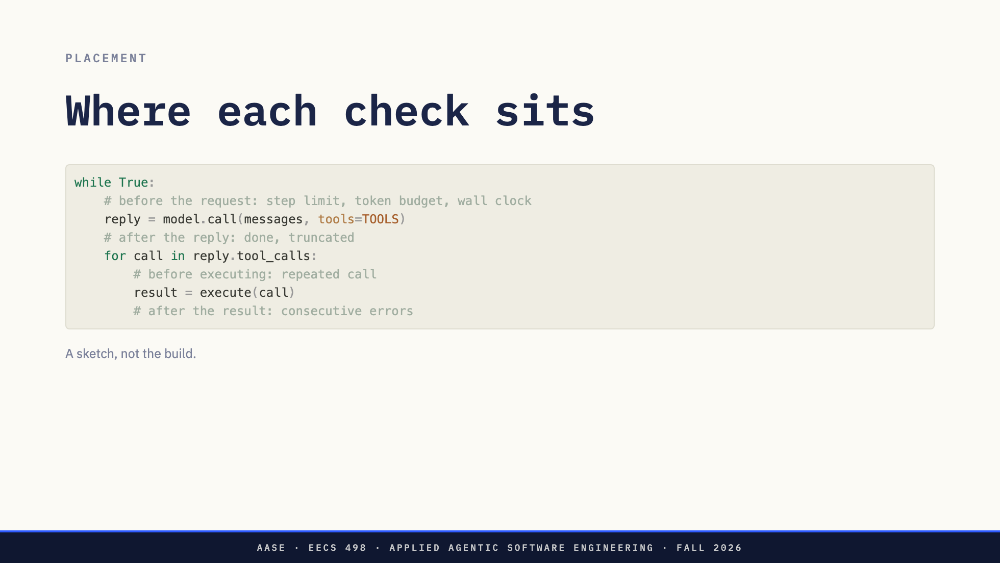 PLACEMENT
Where each check sits
while True:
    # before the request: step limit, token budget, wall clock
    reply = model.call(messages, tools=TOOLS)
    # after the reply: done, truncated
    for call in reply.tool_calls:
        # before executing: repeated call
        result = execute(call)
        # after the result: consecutive errors
A sketch, not the build.
AASE · EECS 498 · APPLIED AGENTIC SOFTWARE ENGINEERING · FALL 2026